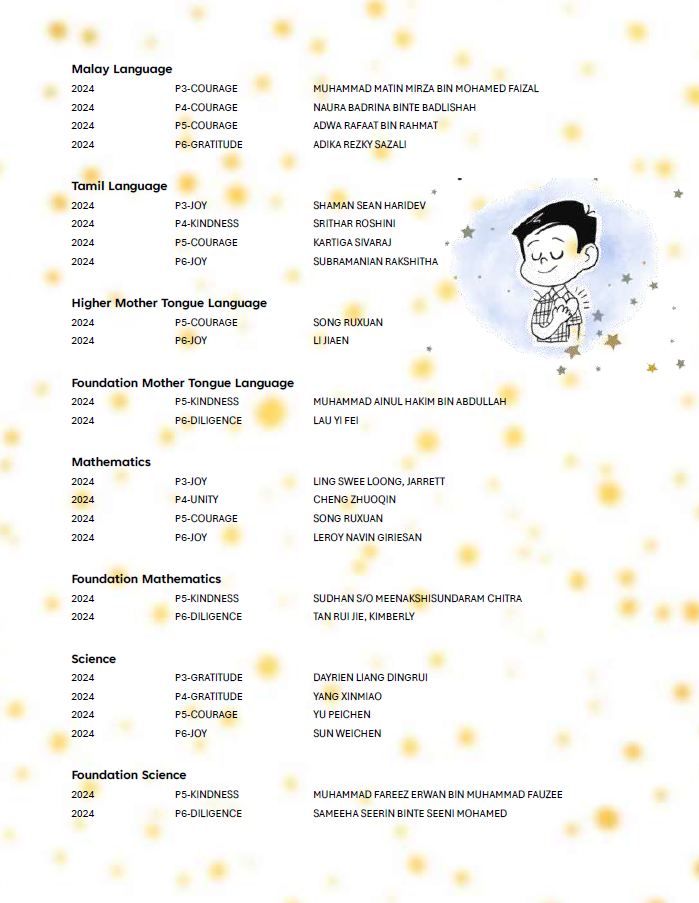 Malay Language
2024 P3-COURAGE MUHAMMAD MATIN MIRZA BIN MOHAMED FAIZAL
2024 P4-COURAGE NAURA BADRINA BINTE BADLISHAH
2024 P5-COURAGE ADWA RAFAAT BIN RAHMAT
2024 P6-GRATITUDE ADIKA REZKY SAZALI
Tamil Language
2024 P3-JOY SHAMAN SEAN HARIDEV
2024 P4-KINDNESS SRITHAR ROSHINI
2024 P5-COURAGE KARTIGA SIVARAJ
2024 P6-JOY SUBRAMANIAN RAKSHITHA
Higher Mother Tongue Language
2024 P5-COURAGE SONG RUXUAN
2024 P6-JOY LI JIAEN
Foundation Mother Tongue Language
2024 P5-KINDNESS MUHAMMAD AINUL HAKIM BIN ABDULLAH
2024 P6-DILIGENCE LAU YI FEI
Mathematics
2024 P3-JOY LING SWEE LOONG, JARRETT
2024 P4-UNITY CHENG ZHUOQIN
2024 P5-COURAGE SONG RUXUAN
2024 P6-JOY LEROY NAVIN GIRIESAN
Foundation Mathematics
2024 P5-KINDNESS SUDHAN S/O MEENAKSHISUNDARAM CHITRA
2024 P6-DILIGENCE TAN RUI JIE, KIMBERLY
Science
2024 P3-GRATITUDE DAYRIEN LIANG DINGRUI
2024 P4-GRATITUDE YANG XINMIAO
2024 P5-COURAGE YU PEICHEN
2024 P6-JOY SUN WEICHEN
Foundation Science
2024 P5-KINDNESS MUHAMMAD FAREEZ ERWAN BIN MUHAMMAD FAUZEE
2024 P6-DILIGENCE SAMEEHA SEERIN BINTE SEENI MOHAMED